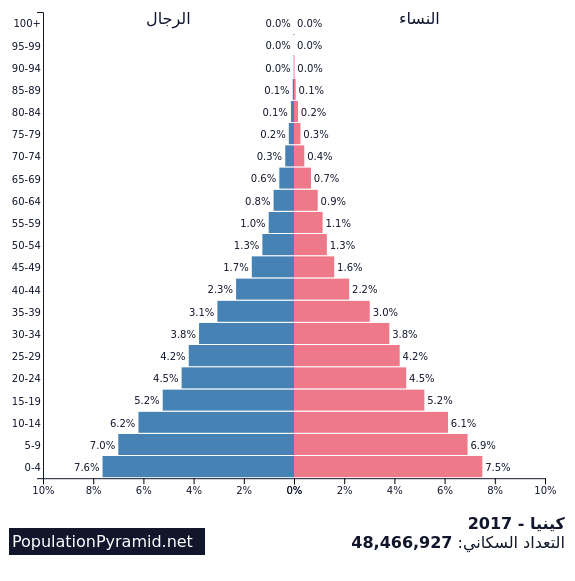 الرجال النساء
100+ 0.0% 0.0%
95-99 0.0% 0.0%
90-94 0.0% 0.0%
85-89 0.1% 0.1%
80-84 0.1% 0.2%
75-79 0.2% 0.3%
70-74 0.3% 0.4%
65-69 0.6% 0.7%
60-64 0.8% 0.9%
55-59 1.0% 1.1%
50-54 1.3% 1.3%
45-49 1.7% 1.6%
40-44 2.3% 2.2%
35-39 3.1% 3.0%
30-34 3.8% 3.8%
25-29 4.2% 4.2%
20-24 4.5% 4.5%
15-19 5.2% 5.2%
10-14 6.2% 6.1%
5-9 7.0% 6.9%
0-4 7.6% 7.5%
10% 8% 6% 4% 2% 0% 2% 4% 6% 8% 10%
كينيا - 2017
التعداد السكاني: 48,466,927
PopulationPyramid.net